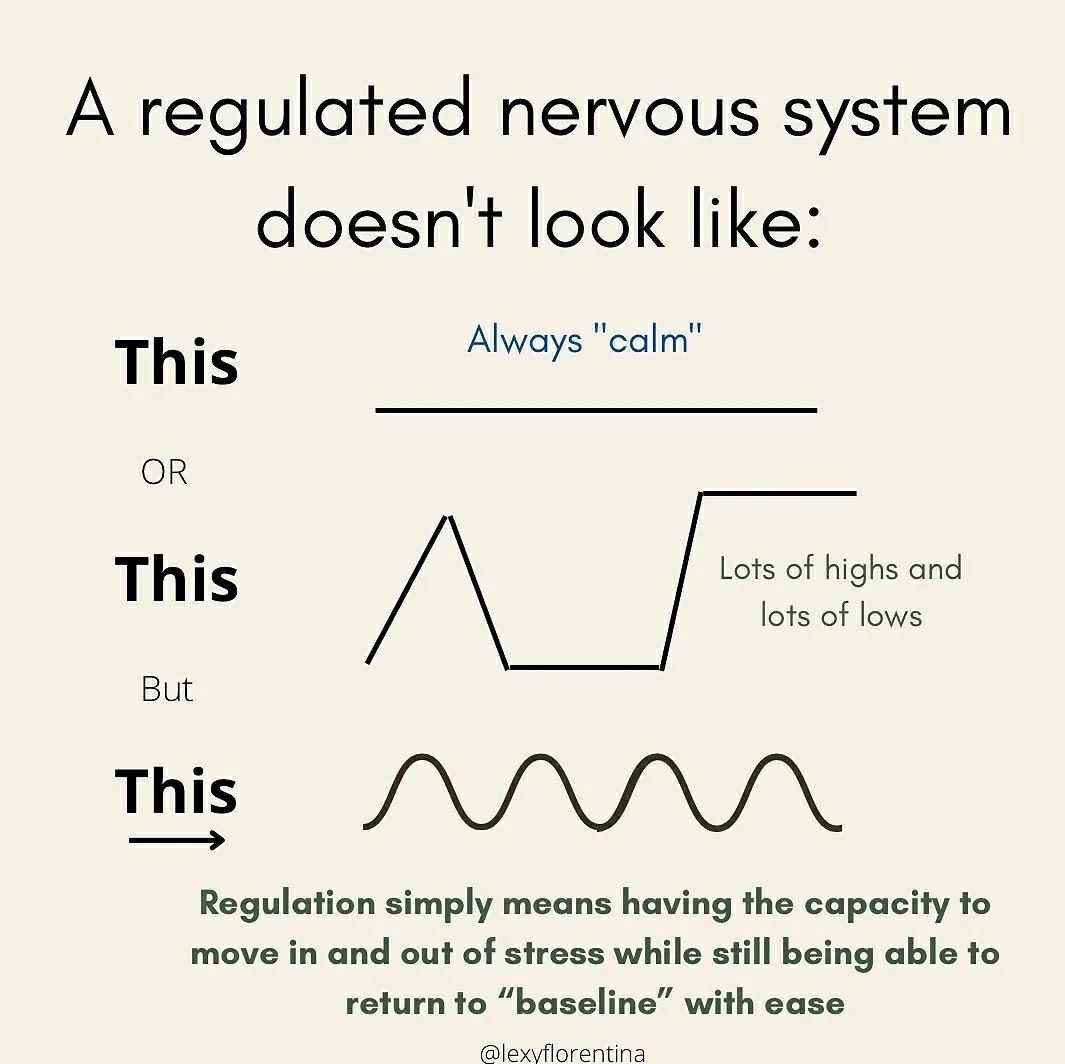 A regulated nervous system
doesn't look like:
This
Always "calm"
OR
This
Lots of highs and
lots of lows
But
This
Regulation simply means having the capacity to
move in and out of stress while still being able to
return to “baseline” with ease
@lexyflorentina